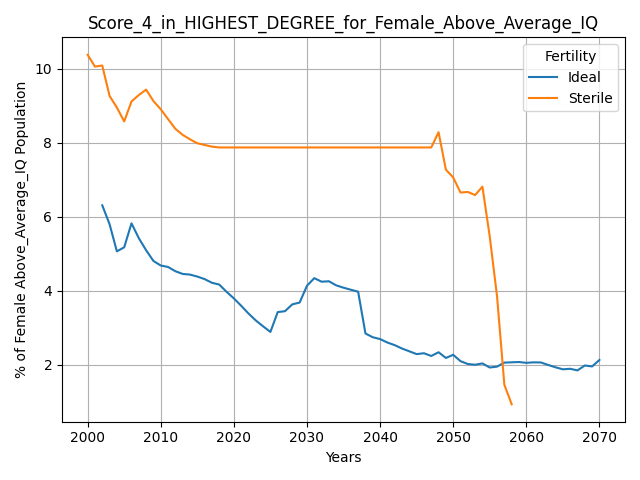 Score_4_in_HIGHEST_DEGREE_for_Female_Above_Average_IQ
% of Female Above_Average_IQ Population
10
8
6
4
2
Fertility
Ideal
Sterile
2000 2010 2020 2030 2040 2050 2060 2070
Years